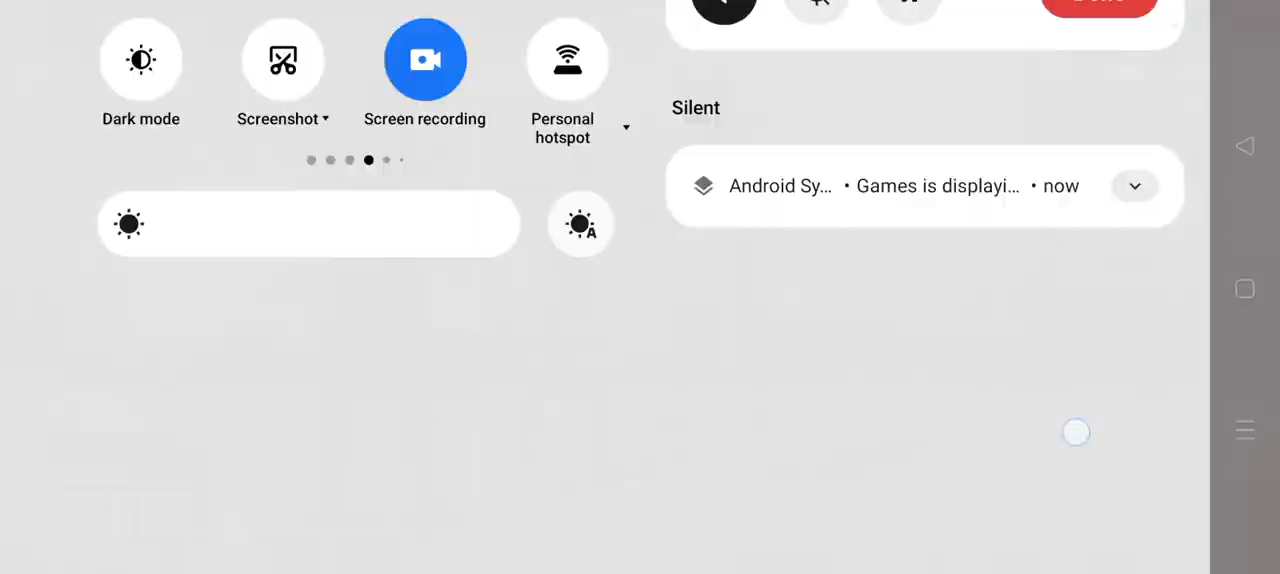 Dark mode
Screenshot
Screen recording
Personal
hotspot
A
Silent
Android Sy... • Games is displayi... • now